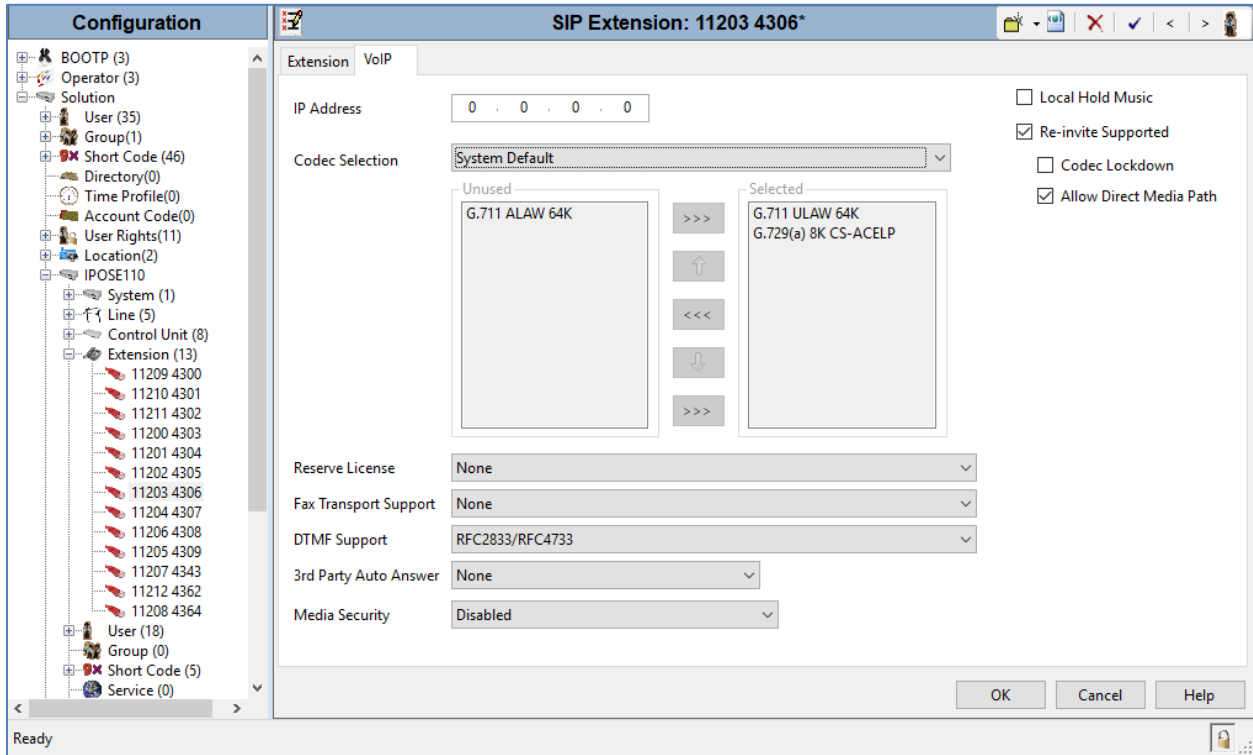 Configuration
BOOTP (3)
Operator (3)
Solution
User (35)
Group(1)
Short Code (46)
Directory(0)
Time Profile(0)
Account Code(0)
User Rights(11)
Location(2)
IPOSE110
System (1)
Line (5)
Control Unit (8)
Extension (13)
11209 4300
11210 4301
11211 4302
11200 4303
11201 4304
11202 4305
11203 4306
11204 4307
11206 4308
11205 4309
11207 4343
11212 4362
11208 4364
User (18)
Group (0)
Short Code (5)
Service (0)
SIP Extension: 11203 4306*
Extension VoIP
IP Address 0 . 0 . 0 . 0
Codec Selection System Default
Unused
G.711 ALAW 64K
>>>
<<<
>>>
Selected
G.711 ULAW 64K
G.729(a) 8K CS-ACELP
Reserve License None
Fax Transport Support None
DTMF Support RFC2833/RFC4733
3rd Party Auto Answer None
Media Security Disabled
Local Hold Music
Re-invite Supported
Codec Lockdown
Allow Direct Media Path
OK Cancel Help
Ready